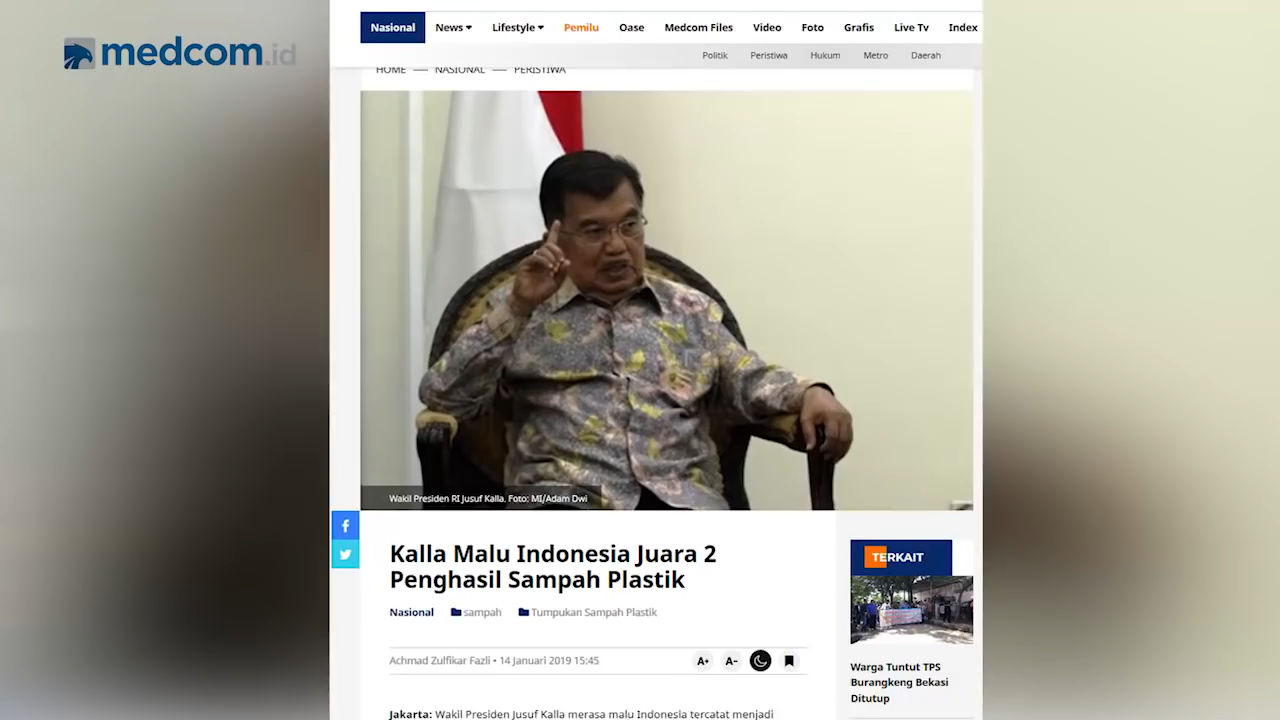 medcom.id
Nasional News Lifestyle Pemilu Oase Medcom Files Video Foto Grafis Live Tv Index
Politik Peristiwa Hukum Metro Daerah
HOME — NASIONAL — PERISTIWA
Wakil Presiden RI Jusuf Kalla. Foto: MI/Adam Dwi
Kalla Malu Indonesia Juara 2
Penghasil Sampah Plastik
Nasional sampah Tumpukan Sampah Plastik
Achmad Zulfikar Fazli • 14 Januari 2019 15:45
A+ A-
Jakarta: Wakil Presiden Jusuf Kalla merasa malu Indonesia tercatat menjadi
TERKAIT
Warga Tuntut TPS
Burangkeng Bekasi
Ditutup